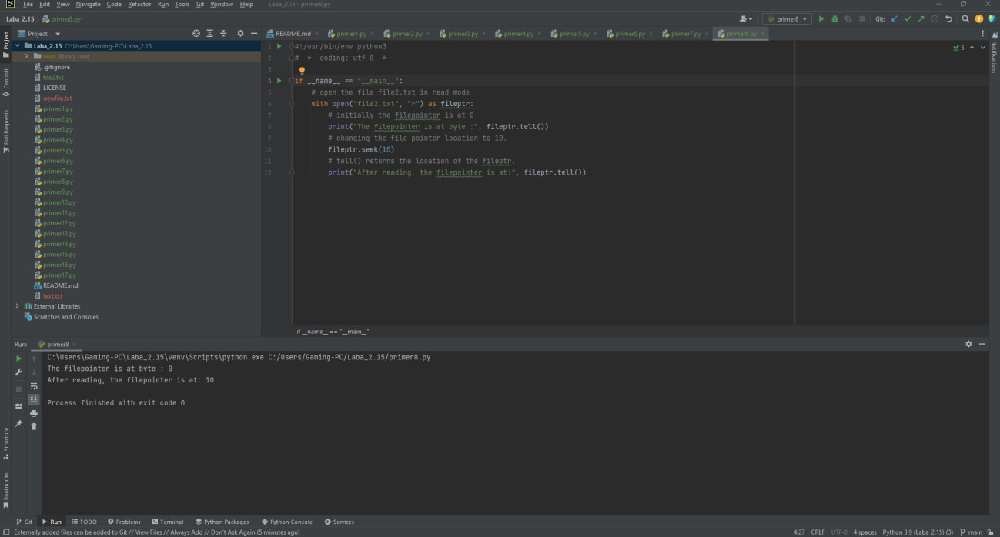 File Edit View Navigate Code Refactor Run Tools Git Window Help Laba_2.15 - primer8.py
Laba_2.15 primer8.py
primer8
Git:
Project
README.md primer1.py primer2.py primer3.py primer4.py primer5.py primer6.py primer7.py primer8.py
Laba_2.15 C:\Users\Gaming-PC\Laba_2.15
venv library root
.gitignore
file2.txt
LICENSE
newfile.txt
primer1.py
primer2.py
primer3.py
primer4.py
primer5.py
primer6.py
primer7.py
primer8.py
primer9.py
primer10.py
primer11.py
primer12.py
primer13.py
primer14.py
primer15.py
primer16.py
primer17.py
README.md
text.txt
External Libraries
Scratches and Consoles
Project
Commit
Pull Requests
1 #!/usr/bin/env python3
2 # -*- coding: utf-8 -*-
3
4 if __name__ == "__main__":
5 # open the file file2.txt in read mode
6 with open("file2.txt", "r") as fileptr:
7 # initially the filepointer is at 0
8 print("The filepointer is at byte :", fileptr.tell())
9 # changing the file pointer location to 10.
10 fileptr.seek(10)
11 # tell() returns the location of the fileptr.
12 print("After reading, the filepointer is at:", fileptr.tell())
5
Notifications
if __name__ == "__main__"
Run: primer8
C:\Users\Gaming-PC\Laba_2.15\venv\Scripts\python.exe C:/Users/Gaming-PC/Laba_2.15/primer8.py
The filepointer is at byte : 0
After reading, the filepointer is at: 10
Process finished with exit code 0
Structure
Bookmarks
Git Run TODO Problems Terminal Python Packages Python Console Services
Externally added files can be added to Git // View Files // Always Add // Don't Ask Again (5 minutes ago)
4:27 CRLF UTF-8 4 spaces Python 3.9 (Laba_2.15) (3) main